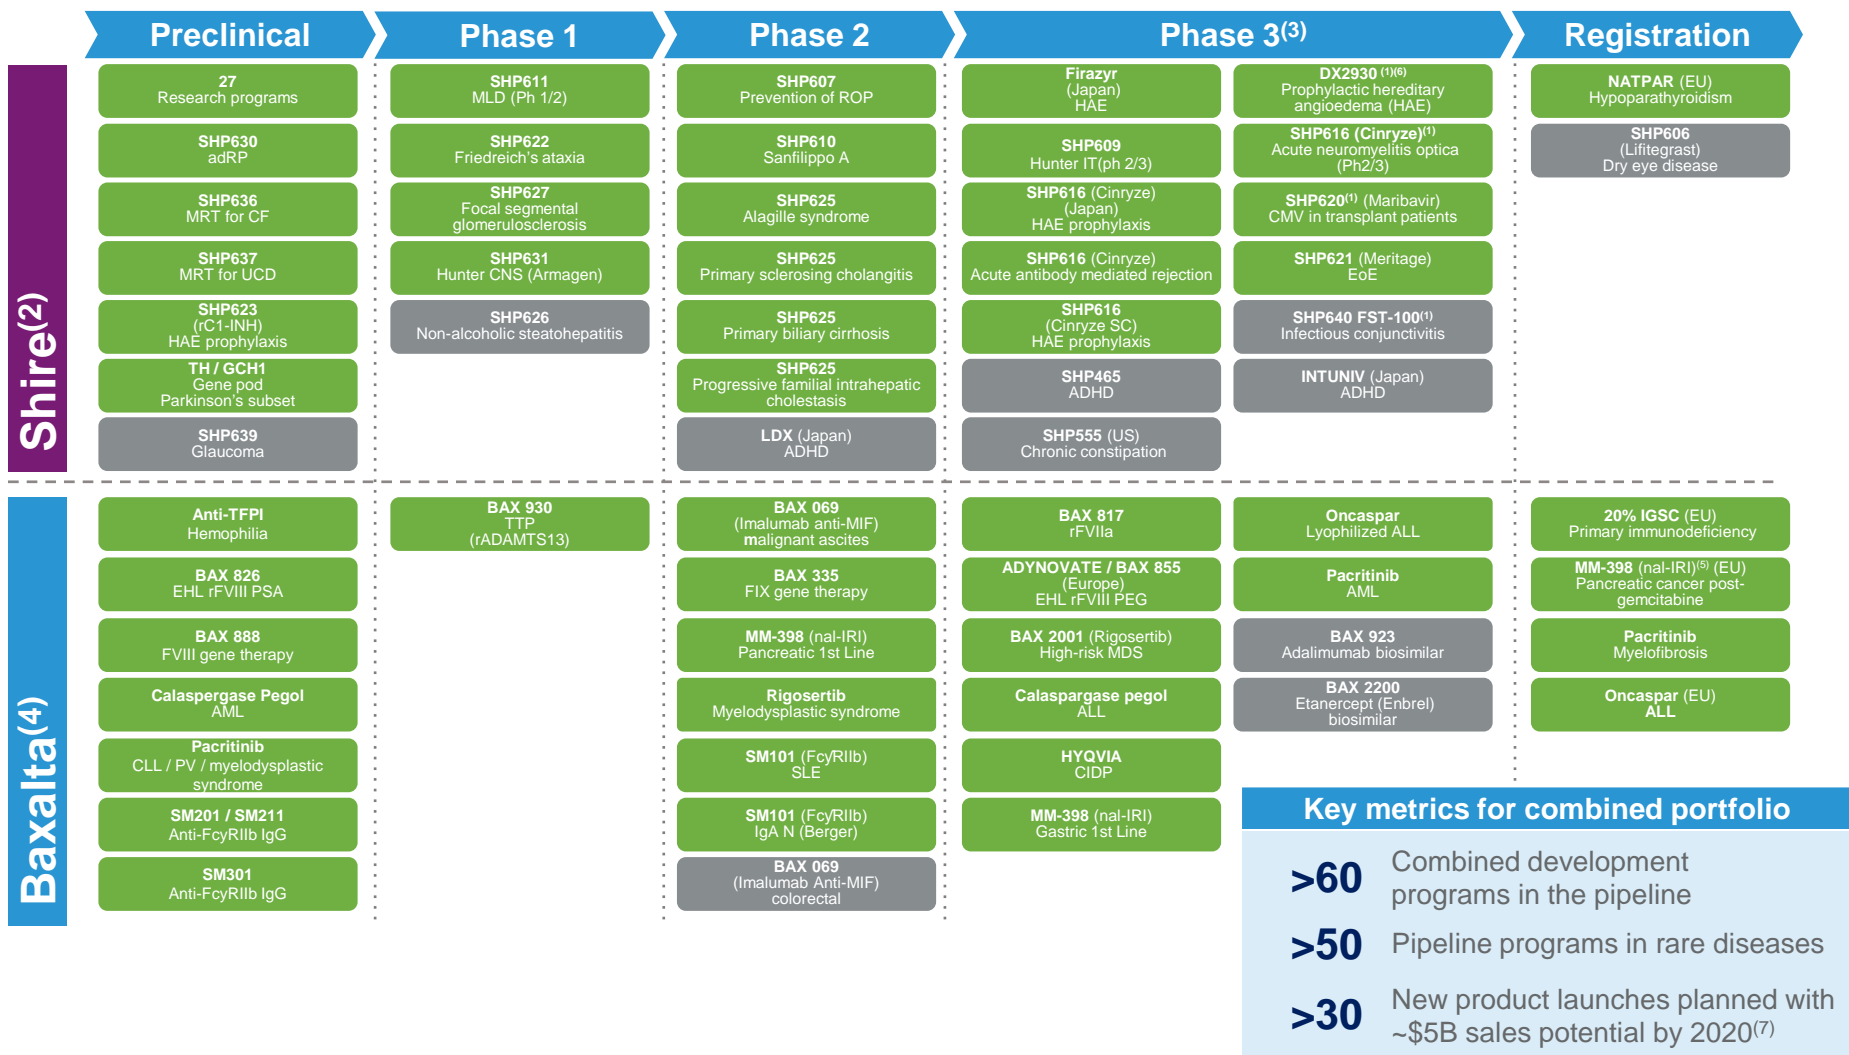 Preclinical
Phase 1
Phase 2
Phase 3(3)
Registration
Shire(2)
27
Research programs
SHP630
adRP
SHP636
MRT for CF
SHP637
MRT for UCD
SHP623
(rC1-INH)
HAE prophylaxis
TH / GCH1
Gene pod
Parkinson's subset
SHP639
Glaucoma
SHP611
MLD (Ph 1/2)
SHP622
Friedreich's ataxia
SHP627
Focal segmental
glomerulosclerosis
SHP631
Hunter CNS (Armagen)
SHP626
Non-alcoholic steatohepatitis
SHP607
Prevention of ROP
SHP610
Sanfilippo A
SHP625
Alagille syndrome
SHP625
Primary sclerosing cholangitis
SHP625
Primary biliary cirrhosis
SHP625
Progressive familial intrahepatic
cholestasis
LDX (Japan)
ADHD
Firazyr
(Japan)
HAE
SHP609
Hunter IT(ph 2/3)
SHP616 (Cinryze)
(Japan)
HAE prophylaxis
SHP616 (Cinryze)
Acute antibody mediated rejection
SHP616
(Cinryze SC)
HAE prophylaxis
SHP465
ADHD
SHP555 (US)
Chronic constipation
DX2930 (1)(6)
Prophylactic hereditary
angioedema (HAE)
SHP616 (Cinryze)(1)
Acute neuromyelitis optica
(Ph2/3)
SHP620(1) (Maribavir)
CMV in transplant patients
SHP621 (Meritage)
EoE
SHP640 FST-100(1)
Infectious conjunctivitis
INTUNIV (Japan)
ADHD
NATPAR (EU)
Hypoparathyroidism
SHP606
(Lifitegrast)
Dry eye disease
Baxalta(4)
Anti-TFPI
Hemophilia
BAX 826
EHL rFVIII PSA
BAX 888
FVIII gene therapy
Calaspergase Pegol
AML
Pacritinib
CLL / PV / myelodysplastic
syndrome
SM201 / SM211
Anti-FcyRIIb IgG
SM301
Anti-FcyRIIb IgG
BAX 930
TTP
(rADAMTS13)
BAX 069
(Imalumab anti-MIF)
malignant ascites
BAX 335
FIX gene therapy
MM-398 (nal-IRI)
Pancreatic 1st Line
Rigosertib
Myelodysplastic syndrome
SM101 (FcyRIIb)
SLE
SM101 (FcyRIIb)
IgA N (Berger)
BAX 069
(Imalumab Anti-MIF)
colorectal
BAX 817
rFVIIa
ADYNOVATE / BAX 855
(Europe)
EHL rFVIII PEG
BAX 2001 (Rigosertib)
High-risk MDS
Calaspargase pegol
ALL
HYQVIA
CIDP
MM-398 (nal-IRI)
Gastric 1st Line
Oncaspar
Lyophilized ALL
Pacritinib
AML
BAX 923
Adalimumab biosimilar
BAX 2200
Etanercept (Enbrel)
biosimilar
20% IGSC (EU)
Primary immunodeficiency
MM-398 (nal-IRI)(5) (EU)
Pancreatic cancer post-
gemcitabine
Pacritinib
Myelofibrosis
Oncaspar (EU)
ALL
Key metrics for combined portfolio
>60 Combined development
programs in the pipeline
>50 Pipeline programs in rare diseases
>30 New product launches planned with
~$5B sales potential by 2020(7)